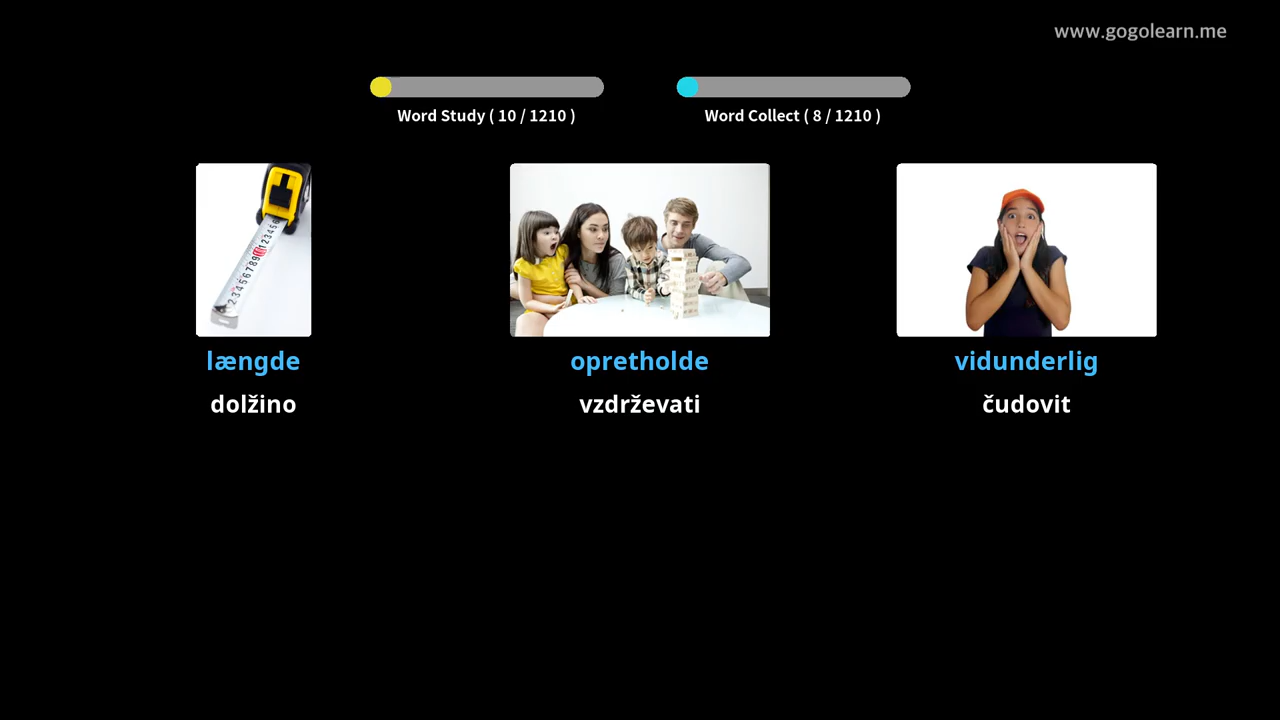 www.gogolearn.me
Word Study ( 10 / 1210 )
Word Collect ( 8 / 1210 )
længde
opretholde
vidunderlig
dolžino
vzdrževati
čudovit